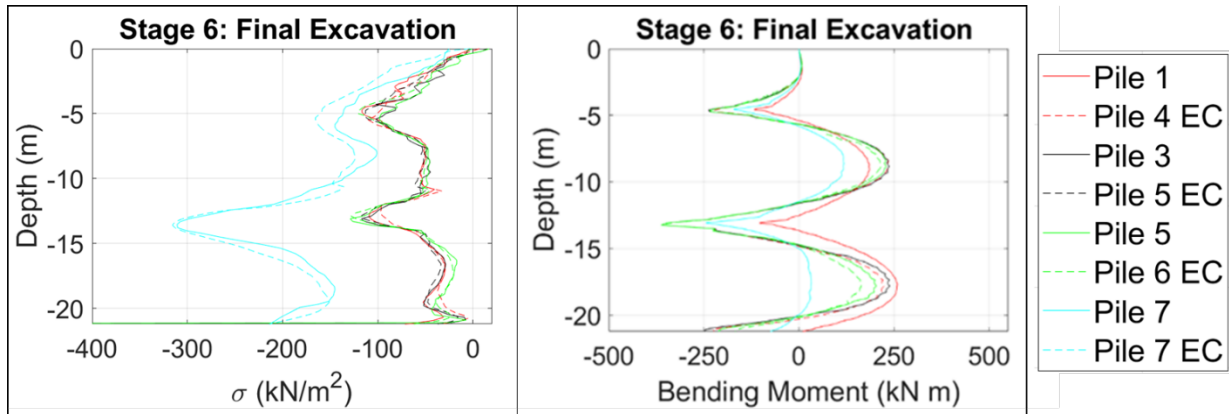 Stage 6: Final Excavation
0
-5
-10
-15
-20
Depth (m)
-400 -300 -200 -100 0
σ (kN/m²)
Stage 6: Final Excavation
0
-5
-10
-15
-20
Depth (m)
-500 -250 0 250 500
Bending Moment (kN m)
Pile 1
Pile 4 EC
Pile 3
Pile 5 EC
Pile 5
Pile 6 EC
Pile 7
Pile 7 EC